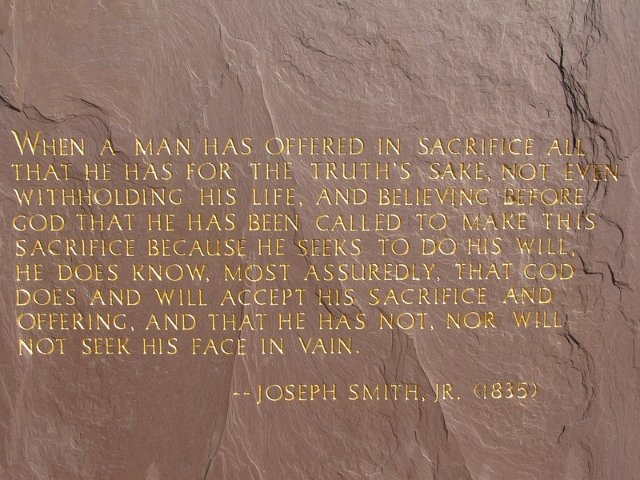 WHEN A MAN HAS OFFERED IN SACRIFICE ALL
THAT HE HAS FOR THE TRUTH'S SAKE, NOT EVEN
WITHHOLDING HIS LIFE, AND BELIEVING BEFORE
GOD THAT HE HAS BEEN CALLED TO MAKE THIS
SACRIFICE BECAUSE HE SEEKS TO DO HIS WILL,
HE DOES KNOW, MOST ASSUREDLY, THAT GOD
DOES AND WILL ACCEPT HIS SACRIFICE AND
OFFERING, AND THAT HE HAS NOT, NOR WILL
NOT SEEK HIS FACE IN VAIN.
--JOSEPH SMITH, JR. (1835)